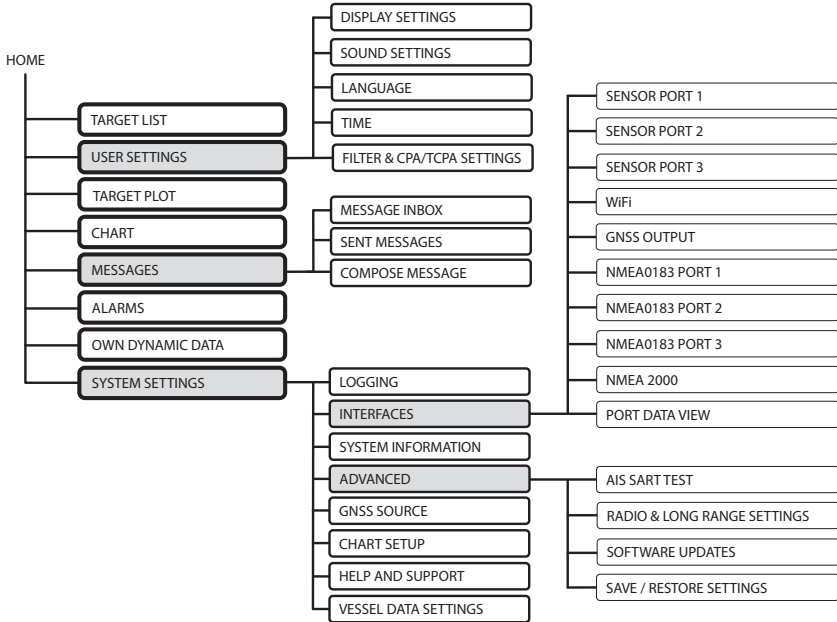 HOME
TARGET LIST
USER SETTINGS
TARGET PLOT
CHART
MESSAGES
ALARMS
OWN DYNAMIC DATA
SYSTEM SETTINGS
DISPLAY SETTINGS
SOUND SETTINGS
LANGUAGE
TIME
FILTER & CPA/TCPA SETTINGS
MESSAGE INBOX
SENT MESSAGES
COMPOSE MESSAGE
LOGGING
INTERFACES
SYSTEM INFORMATION
ADVANCED
GNSS SOURCE
CHART SETUP
HELP AND SUPPORT
VESSEL DATA SETTINGS
SENSOR PORT 1
SENSOR PORT 2
SENSOR PORT 3
WiFi
GNSS OUTPUT
NMEA0183 PORT 1
NMEA0183 PORT 2
NMEA0183 PORT 3
NMEA 2000
PORT DATA VIEW
AIS SART TEST
RADIO & LONG RANGE SETTINGS
SOFTWARE UPDATES
SAVE / RESTORE SETTINGS